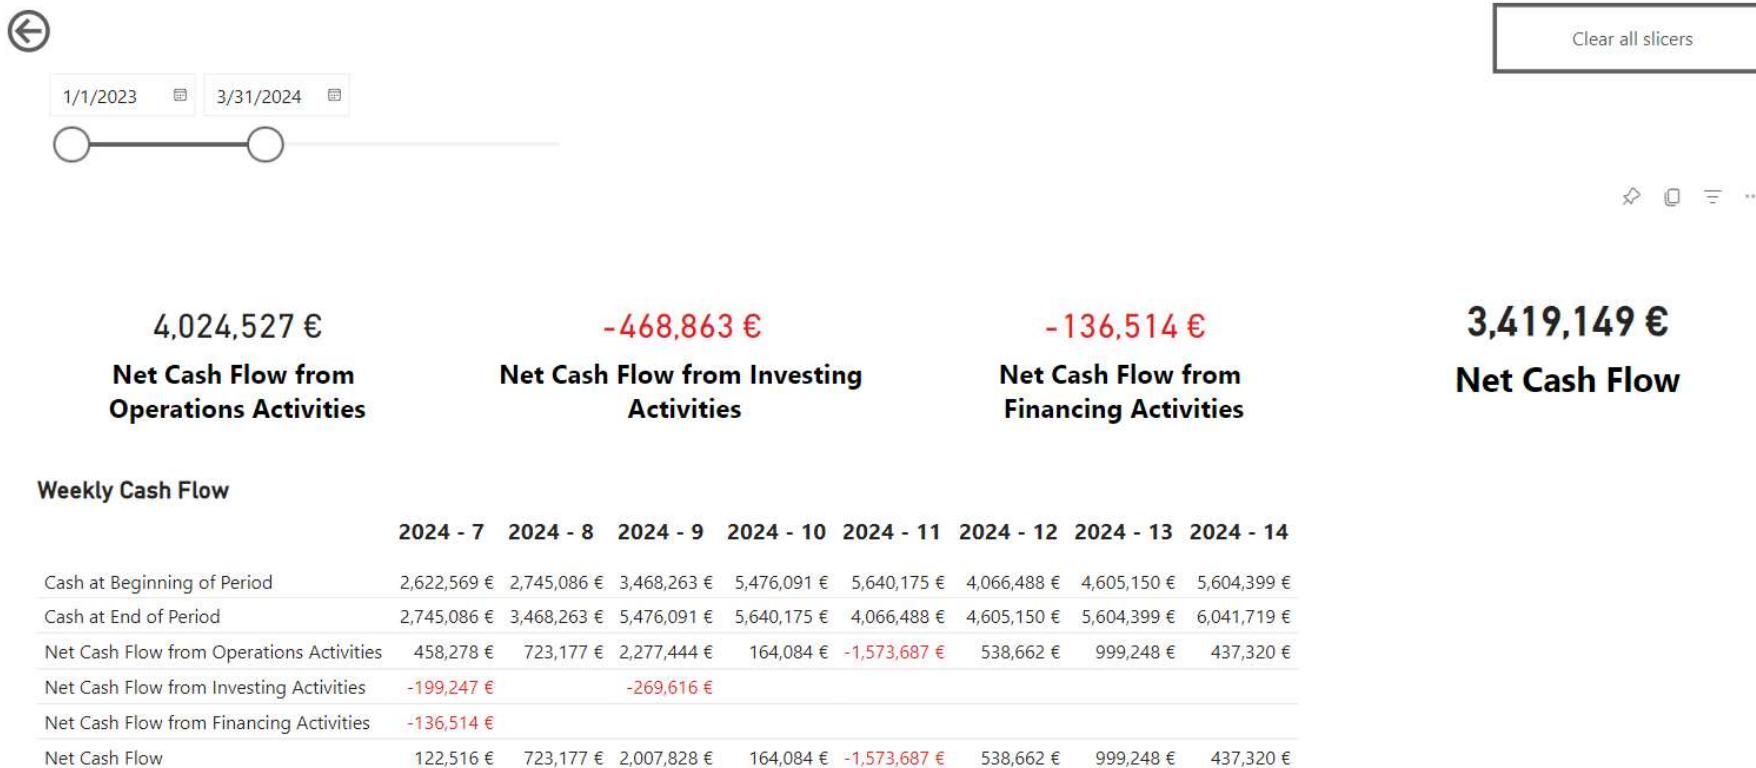 Clear all slicers
1/1/2023 3/31/2024
4,024,527 € -468,863 € -136,514 € 3,419,149 €
Net Cash Flow from Net Cash Flow from Investing Net Cash Flow from Net Cash Flow
Operations Activities Activities Financing Activities
Weekly Cash Flow
2024 - 7 2024 - 8 2024 - 9 2024 - 10 2024 - 11 2024 - 12 2024 - 13 2024 - 14
Cash at Beginning of Period 2,622,569 € 2,745,086 € 3,468,263 € 5,476,091 € 5,640,175 € 4,066,488 € 4,605,150 € 5,604,399 €
Cash at End of Period 2,745,086 € 3,468,263 € 5,476,091 € 5,640,175 € 4,066,488 € 4,605,150 € 5,604,399 € 6,041,719 €
Net Cash Flow from Operations Activities 458,278 € 723,177 € 2,277,444 € 164,084 € -1,573,687 € 538,662 € 999,248 € 437,320 €
Net Cash Flow from Investing Activities -199,247 € -269,616 €
Net Cash Flow from Financing Activities -136,514 €
Net Cash Flow 122,516 € 723,177 € 2,007,828 € 164,084 € -1,573,687 € 538,662 € 999,248 € 437,320 €